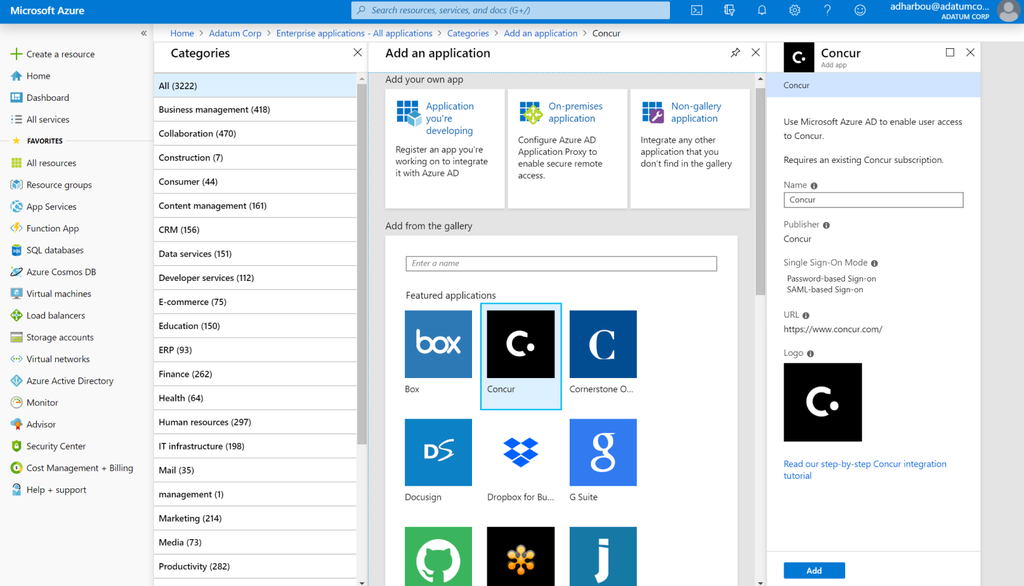 Microsoft Azure
Search resources, services, and docs (G+/)
adharbou@adatumco...
ADATUM CORP
Home > Adatum Corp > Enterprise applications - All applications > Categories > Add an application > Concur
Create a resource
Home
Dashboard
All services
FAVORITES
All resources
Resource groups
App Services
Function App
SQL databases
Azure Cosmos DB
Virtual machines
Load balancers
Storage accounts
Virtual networks
Azure Active Directory
Monitor
Advisor
Security Center
Cost Management + Billing
Help + support
Categories
All (3222)
Business management (418)
Collaboration (470)
Construction (7)
Consumer (44)
Content management (161)
CRM (156)
Data services (151)
Developer services (112)
E-commerce (75)
Education (150)
ERP (93)
Finance (262)
Health (64)
Human resources (297)
IT infrastructure (198)
Mail (35)
management (1)
Marketing (214)
Media (73)
Productivity (282)
Add an application
Add your own app
Application
you're
developing
Register an app you're
working on to integrate
it with Azure AD
On-premises
application
Configure Azure AD
Application Proxy to
enable secure remote
access.
Non-gallery
application
Integrate any other
application that you
don't find in the gallery
Add from the gallery
Enter a name
Featured applications
box
Box
C.
Concur
C
Cornerstone O...
DS
Docusign
Dropbox for Bu...
g
G Suite
j
C.
Concur
Add app
Concur
Use Microsoft Azure AD to enable user access
to Concur.
Requires an existing Concur subscription.
Name
Concur
Publisher
Concur
Single Sign-On Mode
Password-based Sign-on
SAML-based Sign-on
URL
https://www.concur.com/
Logo
C.
Read our step-by-step Concur integration
tutorial
Add